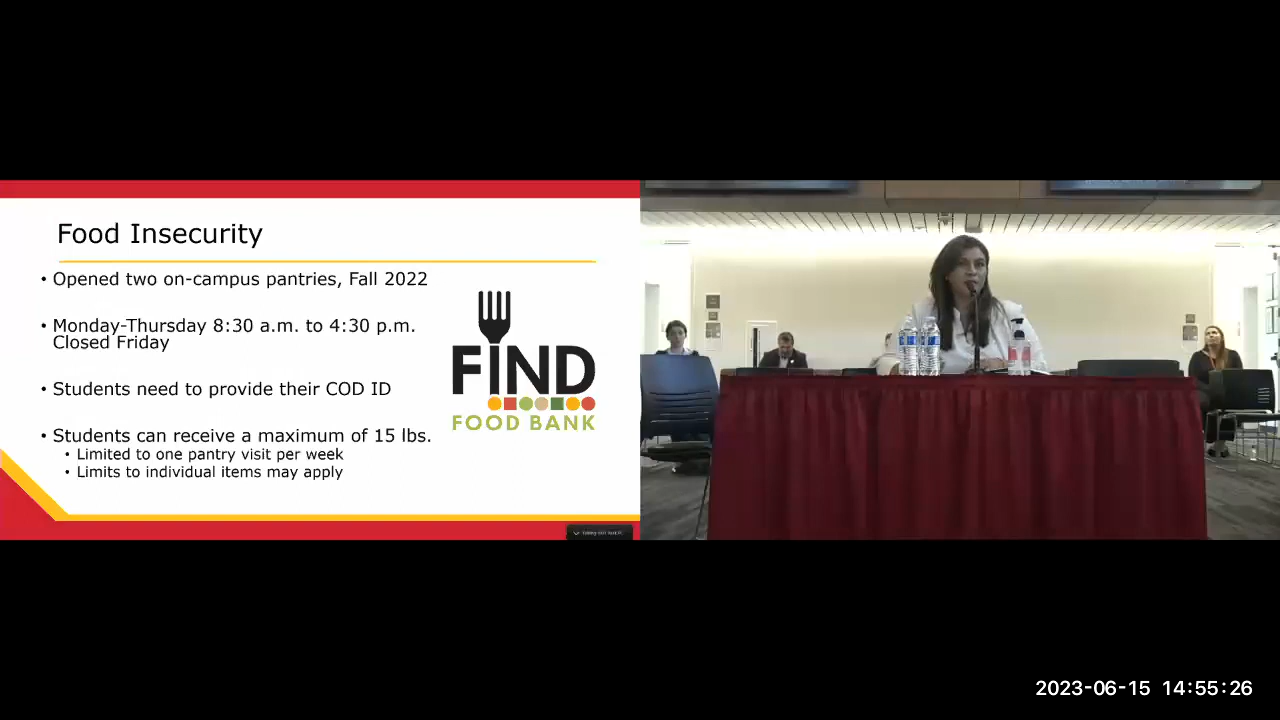 Food Insecurity
• Opened two on-campus pantries, Fall 2022
• Monday-Thursday 8:30 a.m. to 4:30 p.m.
Closed Friday
• Students need to provide their COD ID
• Students can receive a maximum of 15 lbs.
• Limited to one pantry visit per week
• Limits to individual items may apply
FIND
FOOD BANK
2023-06-15 14:55:26